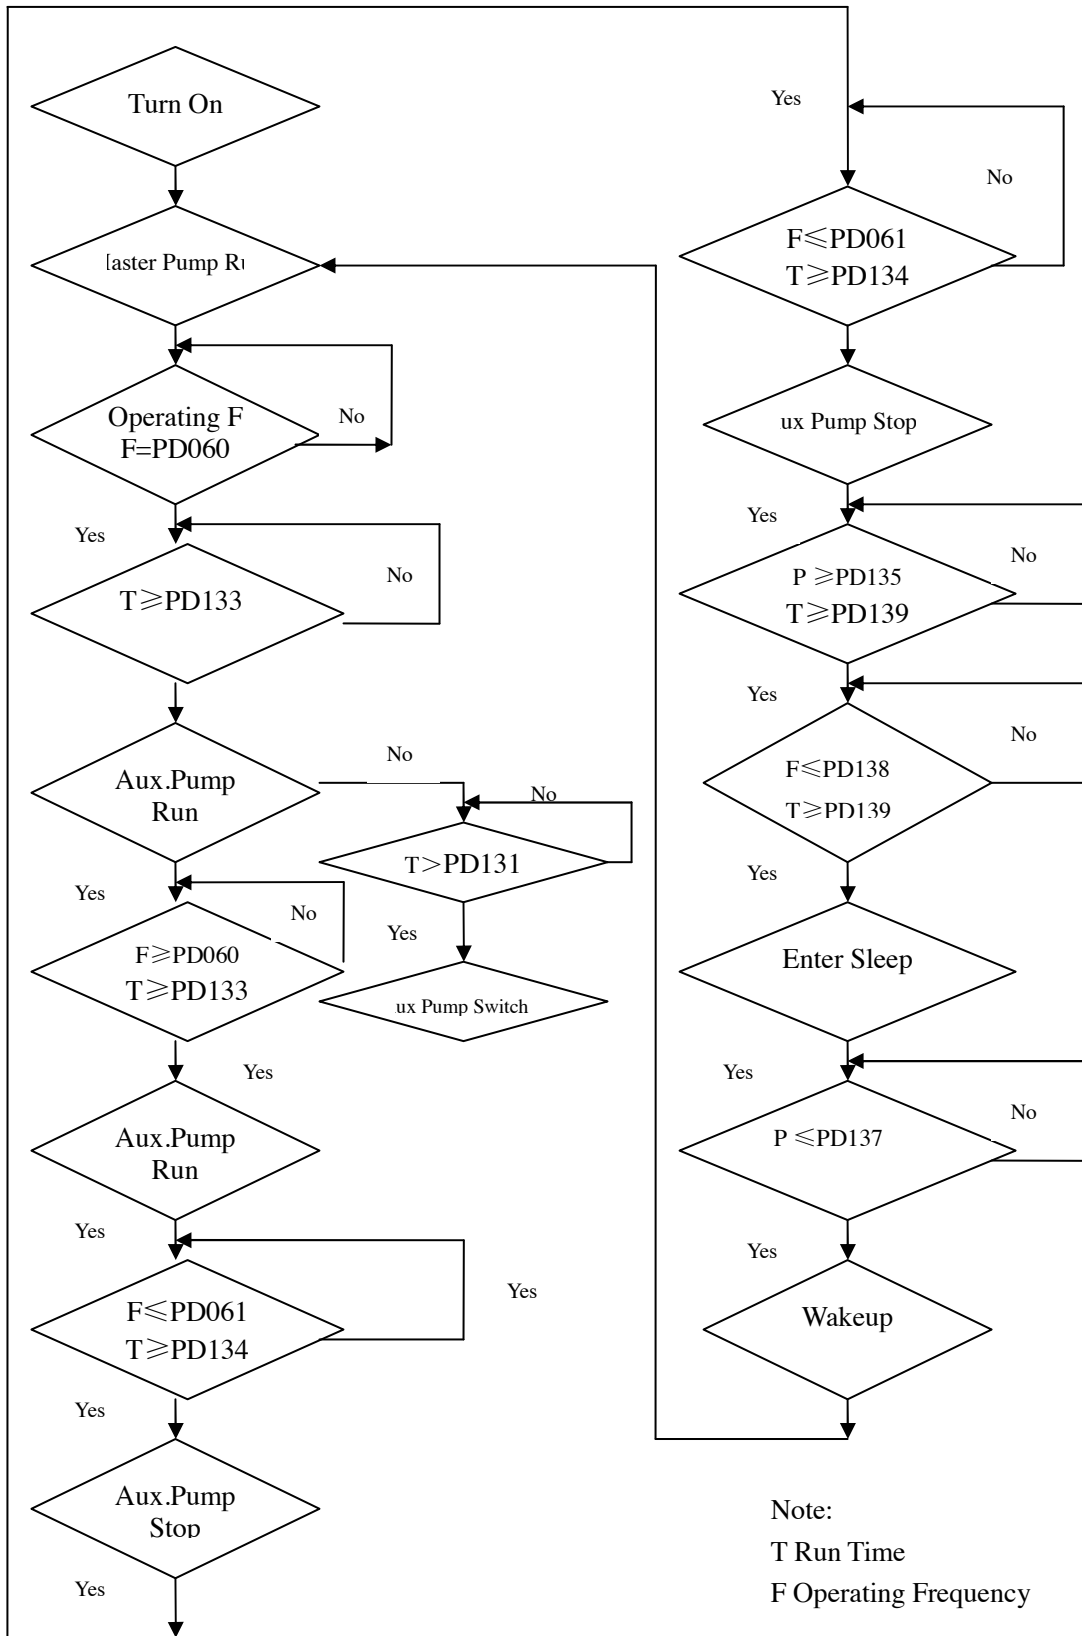 Turn On
Master Pump Ru
Operating F
F=PD060
No
Yes
T≥PD133
No
Aux.Pump
Run
No
No
T>PD131
Yes
Yes
ux Pump Switch
No
F≥PD060
T≥PD133
Yes
Aux.Pump
Run
Yes
F≤PD061
T≥PD134
Yes
Yes
Aux.Pump
Stop
Yes
Yes
No
F≤PD061
T≥PD134
ux Pump Stop
Yes
No
P ≥PD135
T≥PD139
Yes
No
F≤PD138
T≥PD139
Yes
Enter Sleep
Yes
No
P ≤PD137
Yes
Wakeup
Note:
T Run Time
F Operating Frequency